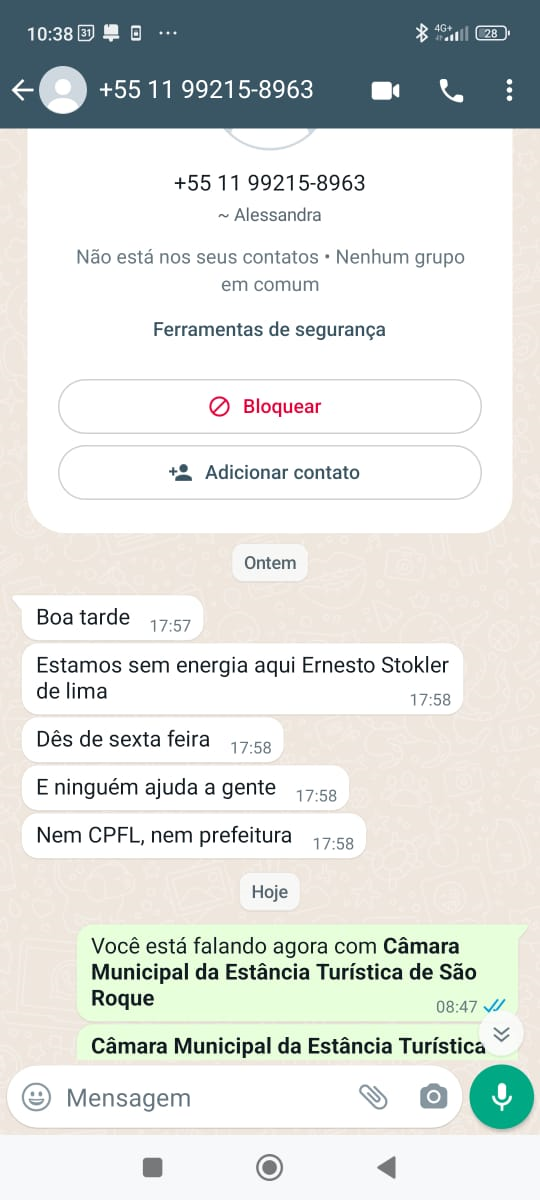 10:38 31 ... 4G+ 28
+55 11 99215-8963
+55 11 99215-8963
~ Alessandra
Não está nos seus contatos • Nenhum grupo
em comum
Ferramentas de segurança
Bloquear
Adicionar contato
Ontem
Boa tarde 17:57
Estamos sem energia aqui Ernesto Stokler
de lima 17:58
Dês de sexta feira 17:58
E ninguém ajuda a gente 17:58
Nem CPFL, nem prefeitura 17:58
Hoje
Você está falando agora com Câmara
Municipal da Estância Turística de São
Roque 08:47
Câmara Municipal da Estância Turística
Mensagem